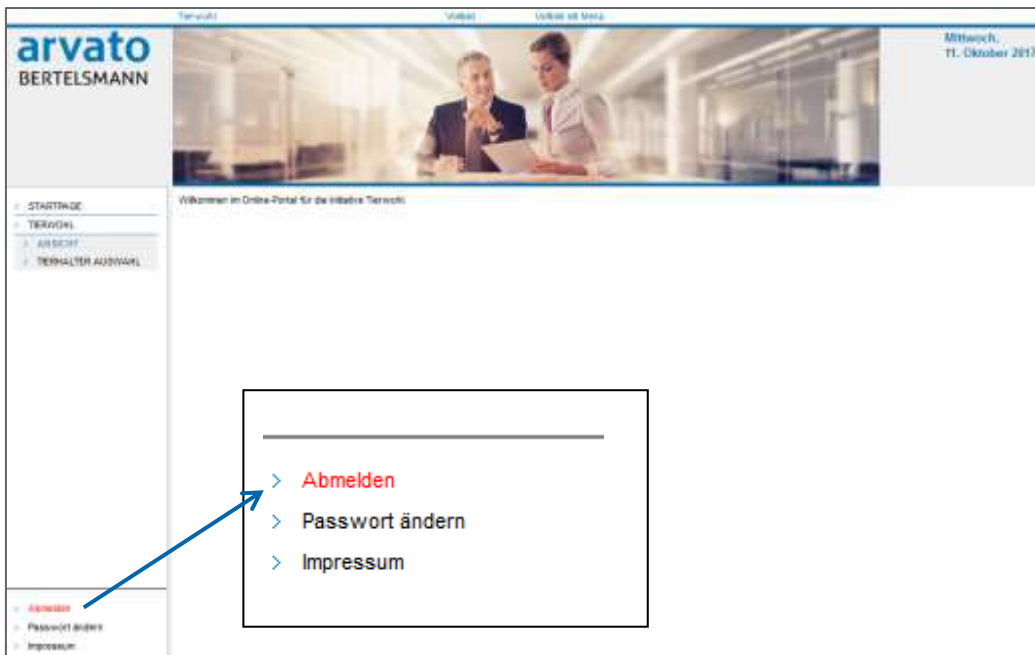 Tierwohl Vollbild Vollbild mit Menü
arvato
BERTELSMANN
Mittwoch,
11. Oktober 2017
Willkommen im Online-Portal für die Initiative Tierwohl.
STARTPAGE
TIERWOHL
ANSICHT
TIERHALTER AUSWAHL
Abmelden
Passwort ändern
Impressum
Abmelden
Passwort ändern
Impressum